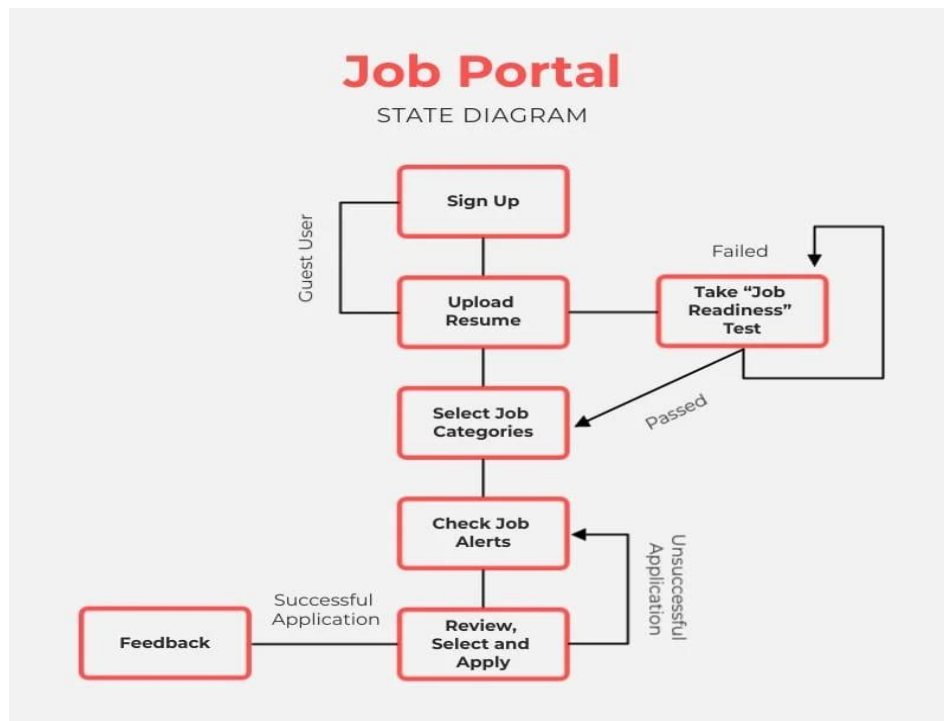 Job Portal
STATE DIAGRAM
Sign Up
Guest User
Upload
Resume
Failed
Take “Job
Readiness”
Test
Passed
Select Job
Categories
Check Job
Alerts
Unsuccessful
Application
Successful
Application
Feedback
Review,
Select and
Apply